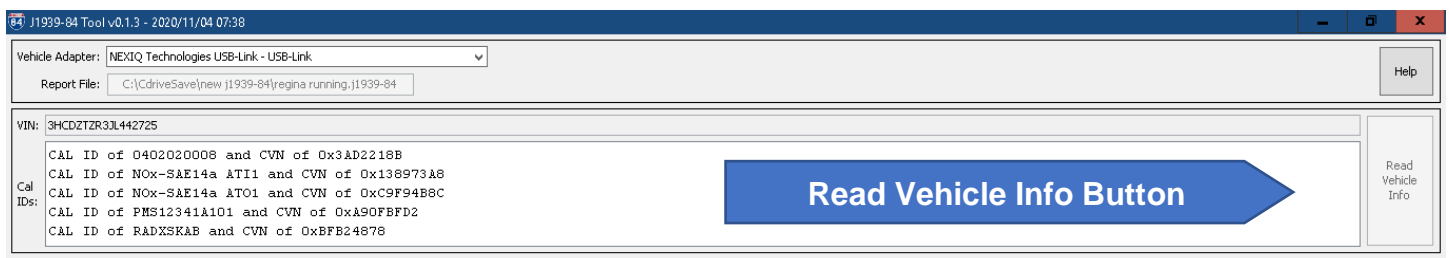 84 J1939-84 Tool v0.1.3 - 2020/11/04 07:38
Vehicle Adapter: NEXIQ Technologies USB-Link - USB-Link
Help
Report File: C:\CdriveSave\new j1939-84\regina running.j1939-84
VIN: 3HCDZTZR3JL442725
Cal IDs:
CAL ID of 0402020008 and CVN of 0x3AD2218B
CAL ID of NOx-SAE14a ATI1 and CVN of 0x138973A8
CAL ID of NOx-SAE14a ATO1 and CVN of 0xC9F94B8C
CAL ID of PMS12341A101 and CVN of 0xA90FBFD2
CAL ID of RADXSKAB and CVN of 0xBFB24878
Read Vehicle Info Button
Read
Vehicle
Info